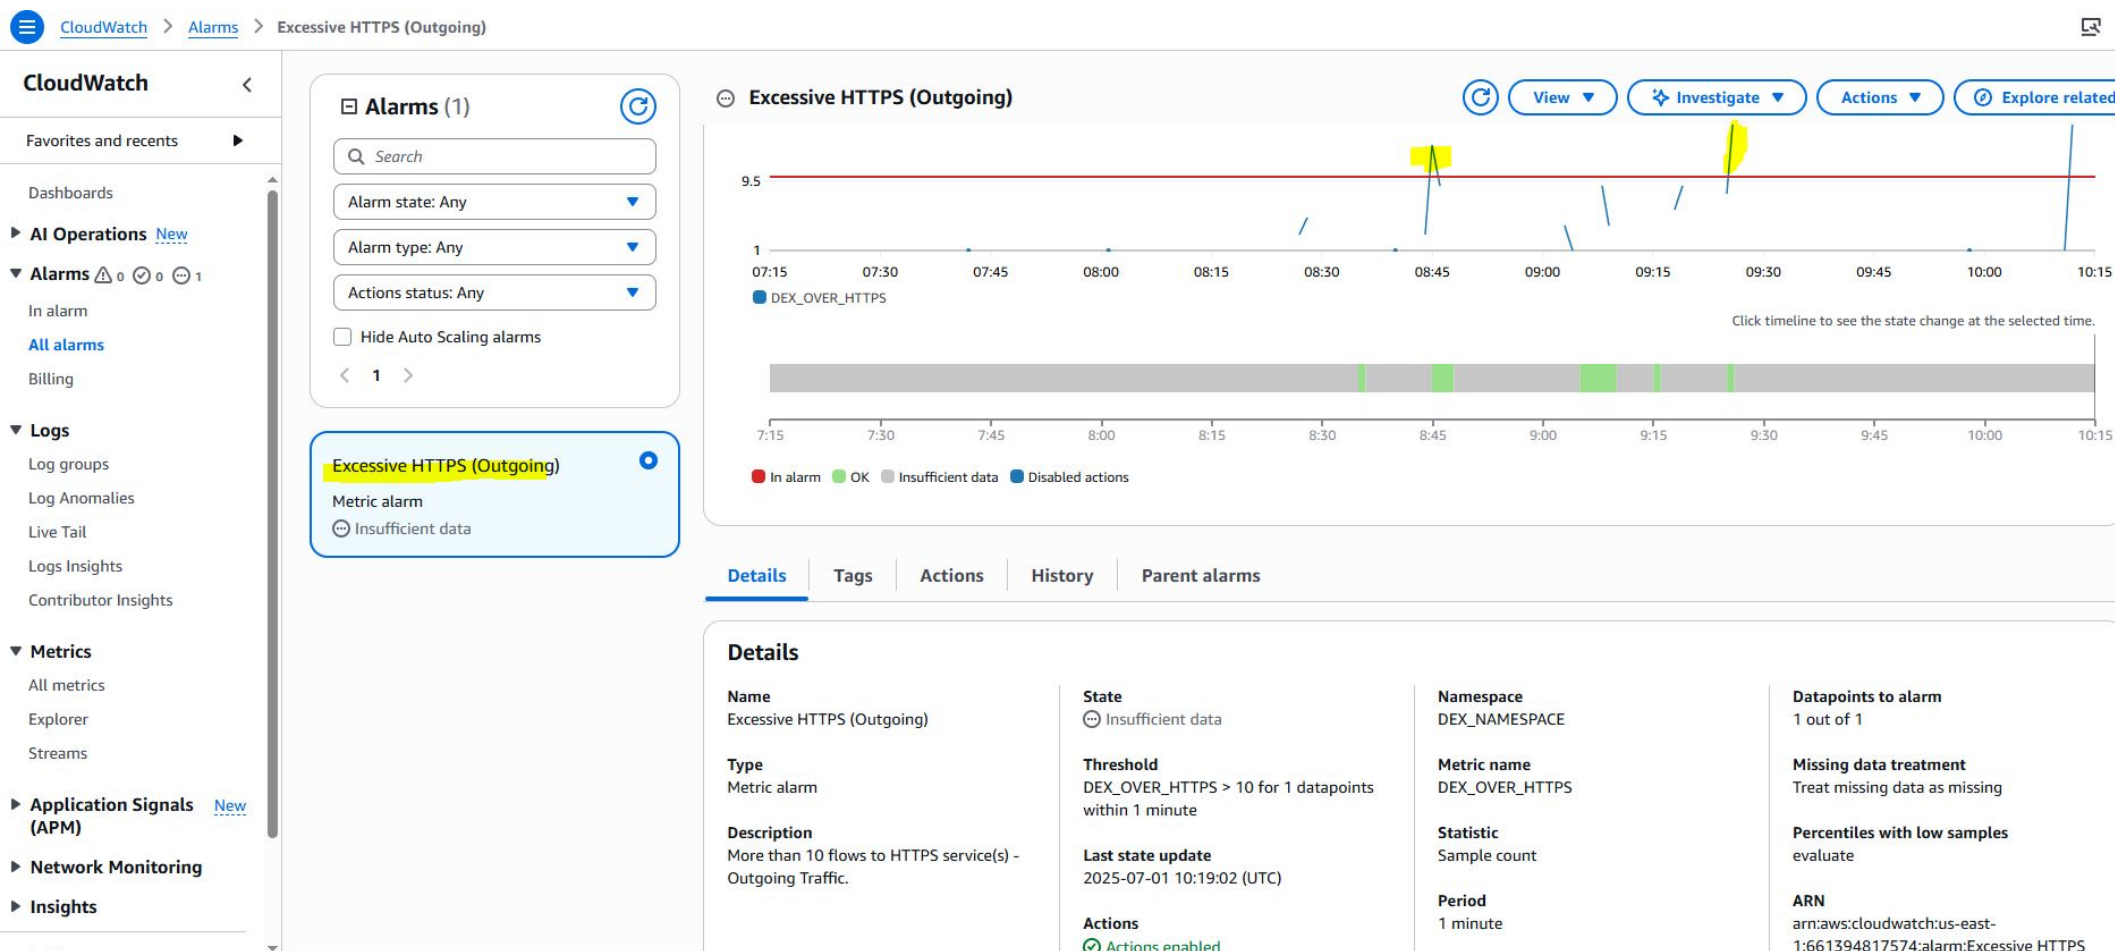 CloudWatch > Alarms > Excessive HTTPS (Outgoing)
CloudWatch
Favorites and recents
Dashboards
AI Operations New
Alarms 0 0 1
In alarm
All alarms
Billing
Logs
Log groups
Log Anomalies
Live Tail
Logs Insights
Contributor Insights
Metrics
All metrics
Explorer
Streams
Application Signals New
(APM)
Network Monitoring
Insights
Alarms (1)
Search
Alarm state: Any
Alarm type: Any
Actions status: Any
Hide Auto Scaling alarms
1
Excessive HTTPS (Outgoing)
Metric alarm
Insufficient data
Excessive HTTPS (Outgoing)
View Investigate Actions Explore related
9.5
1
07:15 07:30 07:45 08:00 08:15 08:30 08:45 09:00 09:15 09:30 09:45 10:00 10:15
DEX_OVER_HTTPS
Click timeline to see the state change at the selected time.
7:15 7:30 7:45 8:00 8:15 8:30 8:45 9:00 9:15 9:30 9:45 10:00 10:15
In alarm OK Insufficient data Disabled actions
Details Tags Actions History Parent alarms
Details
Name
Excessive HTTPS (Outgoing)
Type
Metric alarm
Description
More than 10 flows to HTTPS service(s) -
Outgoing Traffic.
State
Insufficient data
Threshold
DEX_OVER_HTTPS > 10 for 1 datapoints
within 1 minute
Last state update
2025-07-01 10:19:02 (UTC)
Actions
Actions enabled
Namespace
DEX_NAMESPACE
Metric name
DEX_OVER_HTTPS
Statistic
Sample count
Period
1 minute
Datapoints to alarm
1 out of 1
Missing data treatment
Treat missing data as missing
Percentiles with low samples
evaluate
ARN
arn:aws:cloudwatch:us-east-
1:661394817574:alarm:Excessive HTTPS